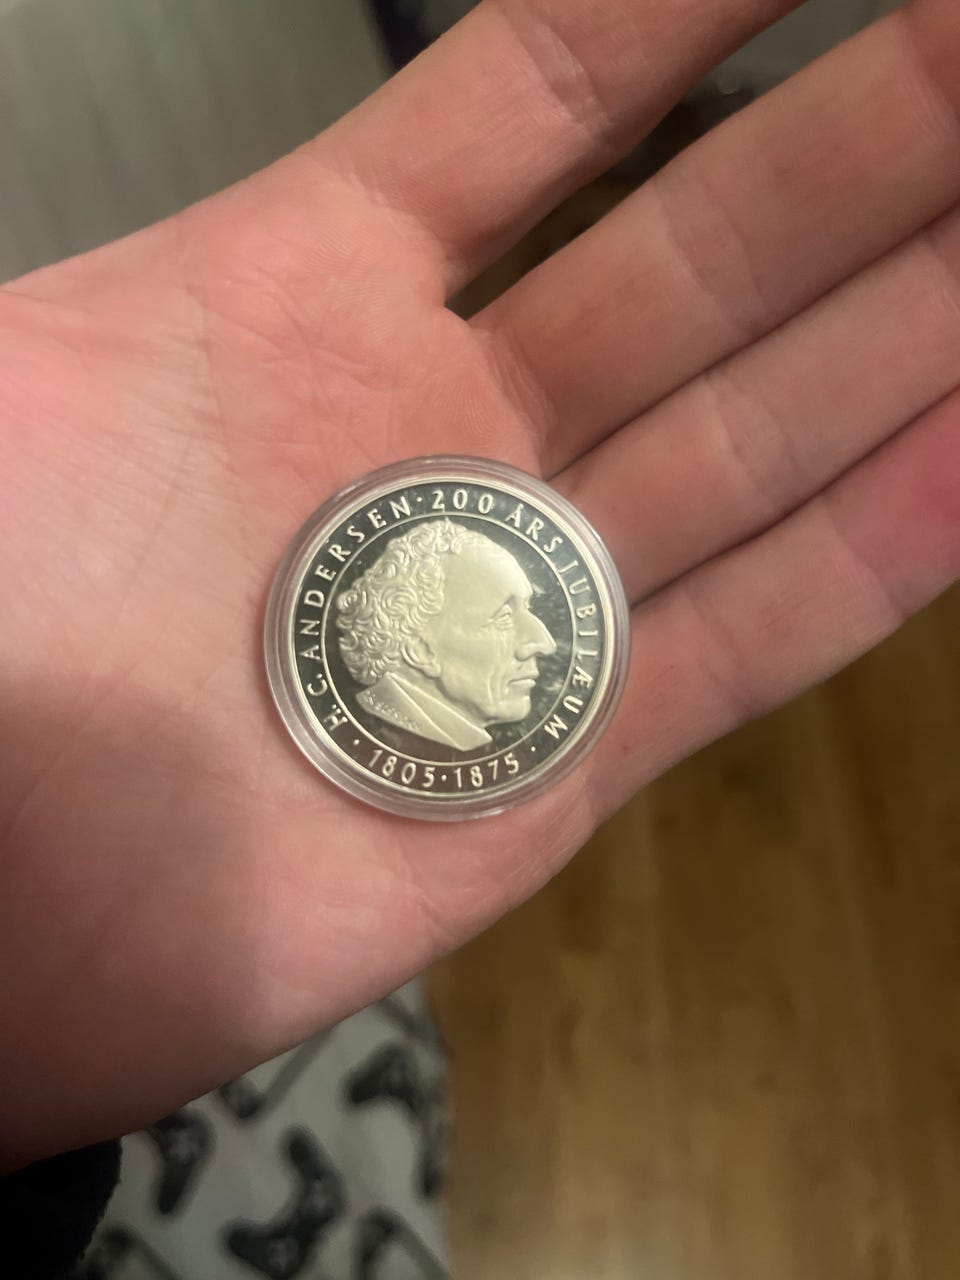 H.C. ANDERSEN · 200 ÅRS JUBILÆUM
· 1805 · 1875 ·